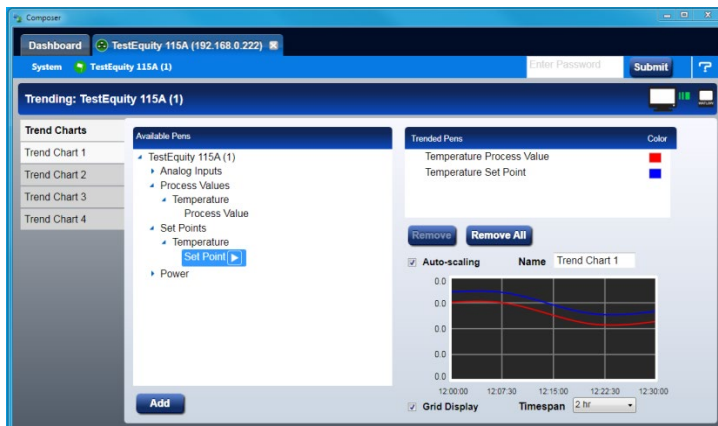 Composer
Dashboard TestEquity 115A (192.168.0.222)
System TestEquity 115A (1) Enter Password Submit ?
Trending: TestEquity 115A (1)
Trend Charts
Trend Chart 1
Trend Chart 2
Trend Chart 3
Trend Chart 4
Available Pens
TestEquity 115A (1)
Analog Inputs
Process Values
Temperature
Process Value
Set Points
Temperature
Set Point
Power
Add
Trended Pens Color
Temperature Process Value
Temperature Set Point
Remove Remove All
Auto-scaling Name Trend Chart 1
0.0
0.0
0.0
0.0
0.0
12:00:00 12:07:30 12:15:00 12:22:30 12:30:00
Grid Display Timespan 2 hr